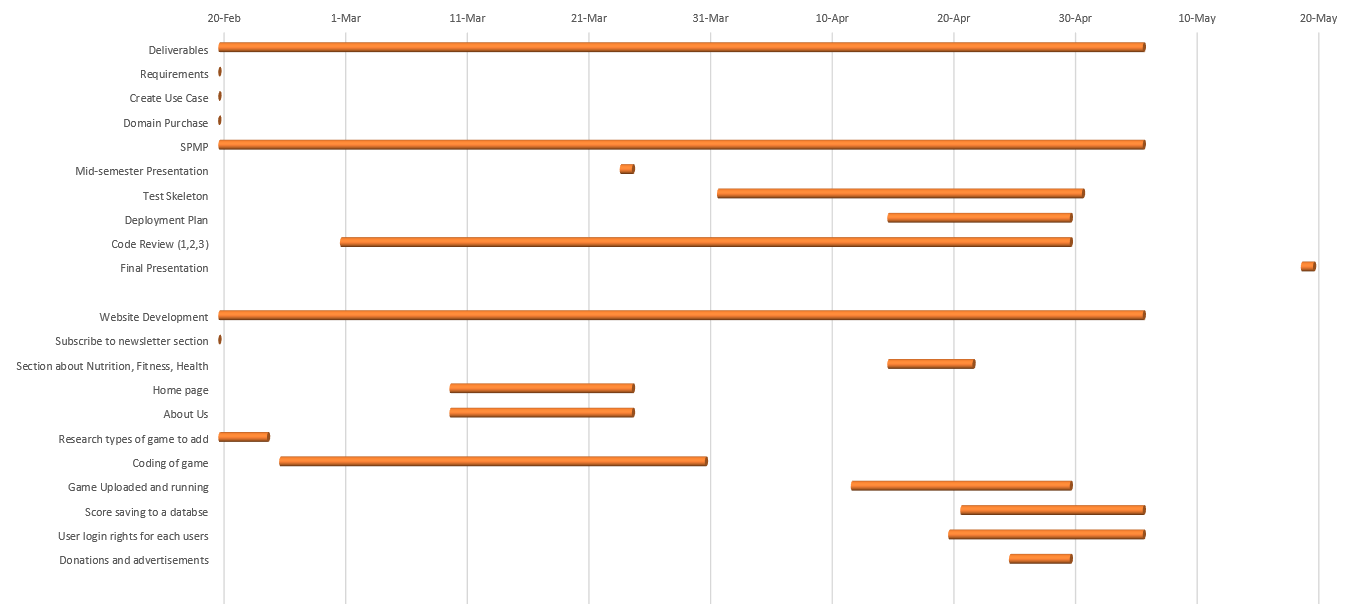 20-Feb 1-Mar 11-Mar 21-Mar 31-Mar 10-Apr 20-Apr 30-Apr 10-May 20-May
Deliverables
Requirements
Create Use Case
Domain Purchase
SPMP
Mid-semester Presentation
Test Skeleton
Deployment Plan
Code Review (1,2,3)
Final Presentation
Website Development
Subscribe to newsletter section
Section about Nutrition, Fitness, Health
Home page
About Us
Research types of game to add
Coding of game
Game Uploaded and running
Score saving to a databse
User login rights for each users
Donations and advertisements